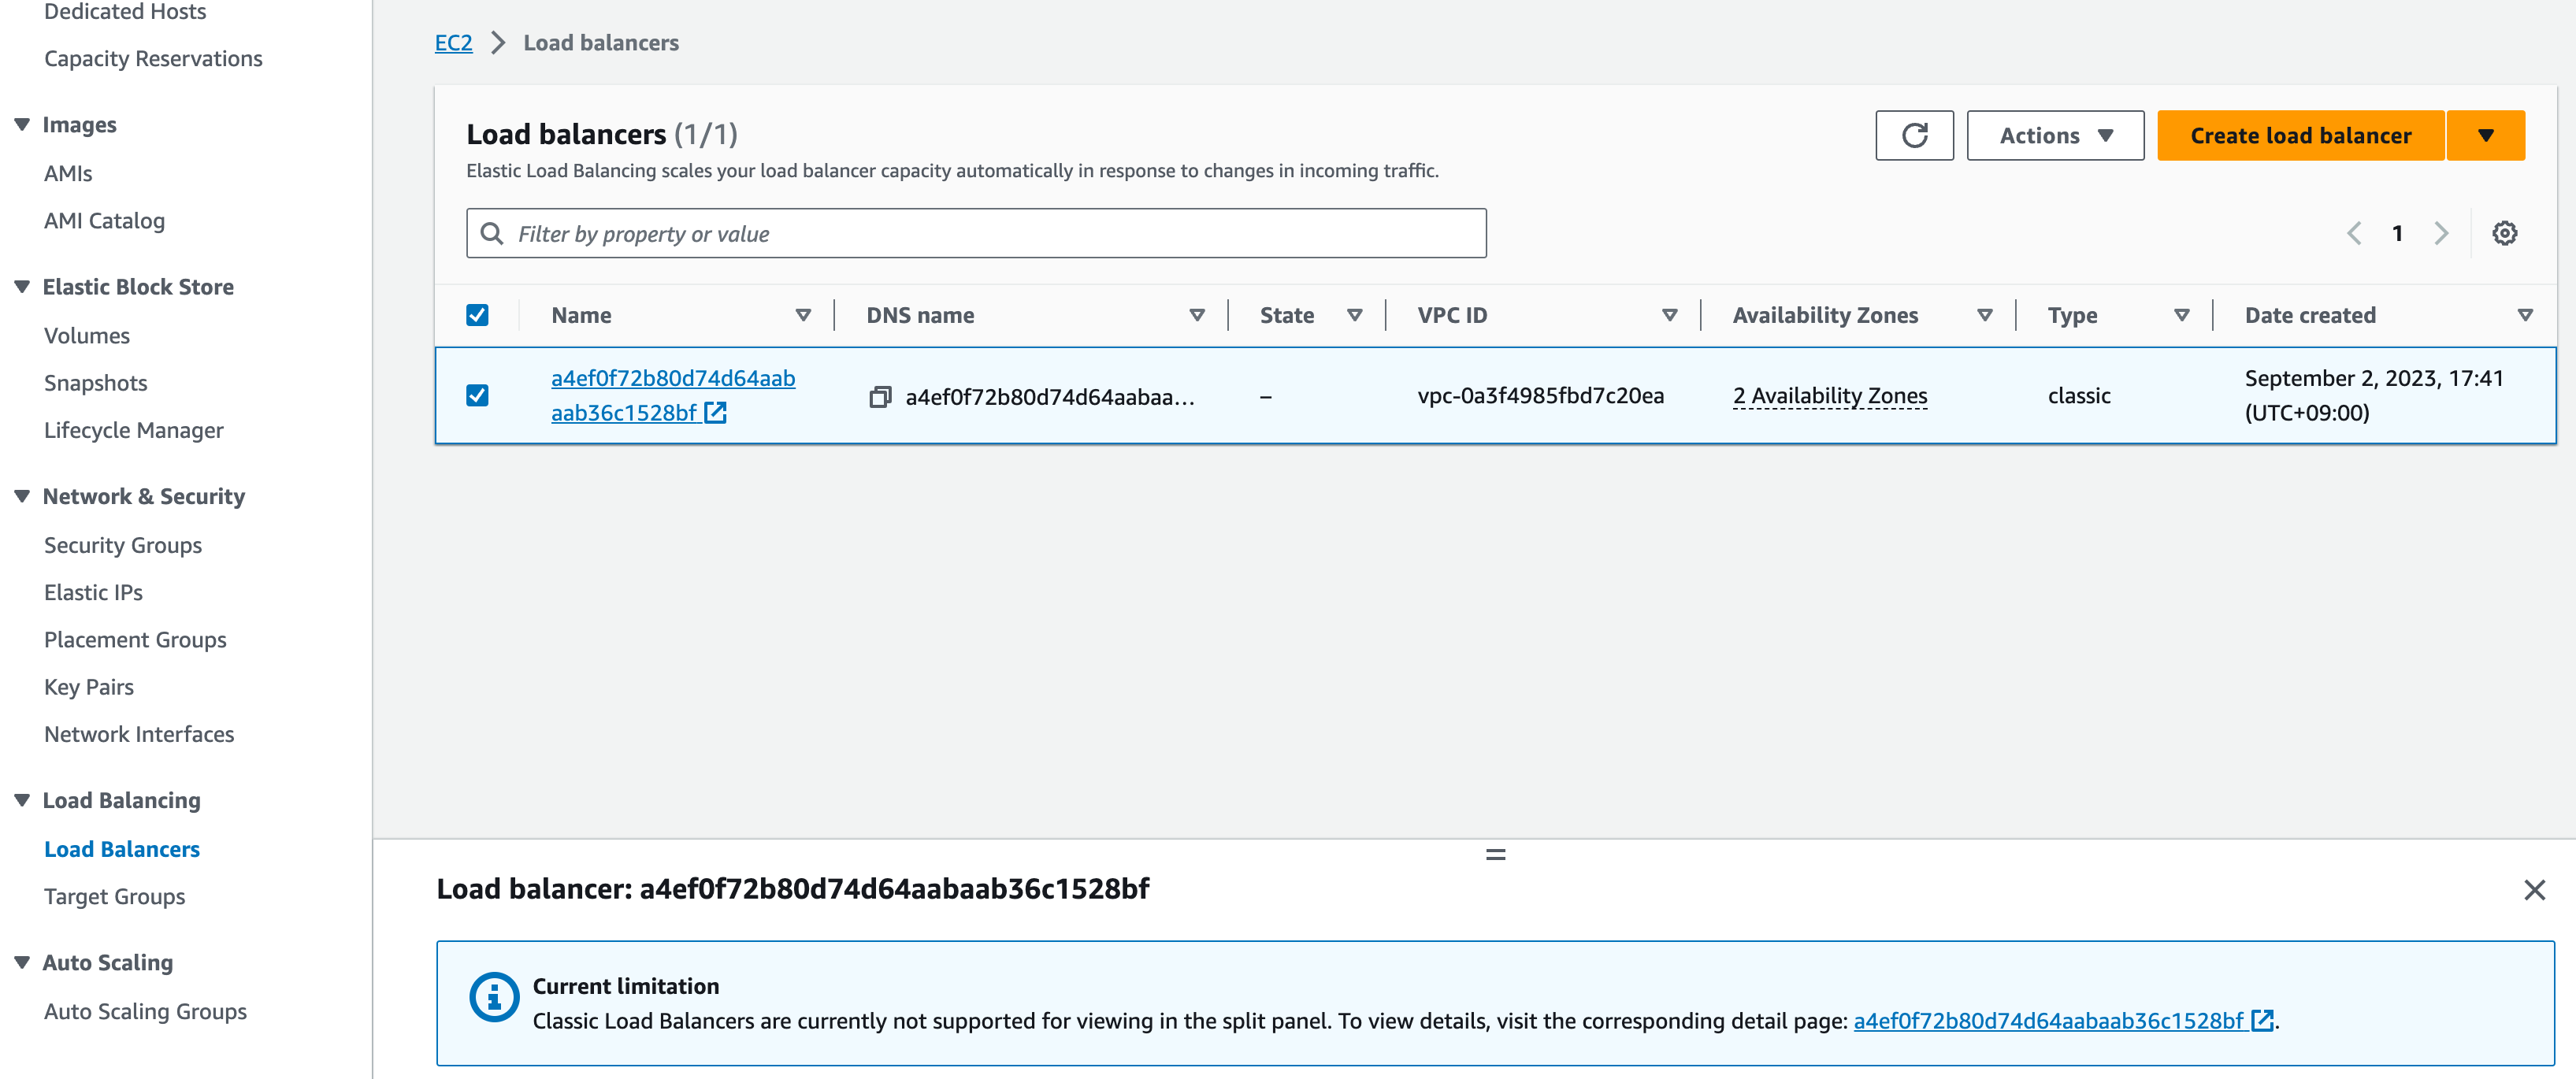 Dedicated Hosts
Capacity Reservations
Images
AMIs
AMI Catalog
Elastic Block Store
Volumes
Snapshots
Lifecycle Manager
Network & Security
Security Groups
Elastic IPs
Placement Groups
Key Pairs
Network Interfaces
Load Balancing
Load Balancers
Target Groups
Auto Scaling
Auto Scaling Groups
EC2 > Load balancers
Load balancers (1/1)
Elastic Load Balancing scales your load balancer capacity automatically in response to changes in incoming traffic.
Actions
Create load balancer
Filter by property or value
1
Name DNS name State VPC ID Availability Zones Type Date created
a4ef0f72b80d74d64aab
aab36c1528bf
a4ef0f72b80d74d64aabaa...
–
vpc-0a3f4985fbd7c20ea
2 Availability Zones
classic
September 2, 2023, 17:41
(UTC+09:00)
Load balancer: a4ef0f72b80d74d64aabaab36c1528bf
Current limitation
Classic Load Balancers are currently not supported for viewing in the split panel. To view details, visit the corresponding detail page: a4ef0f72b80d74d64aabaab36c1528bf.